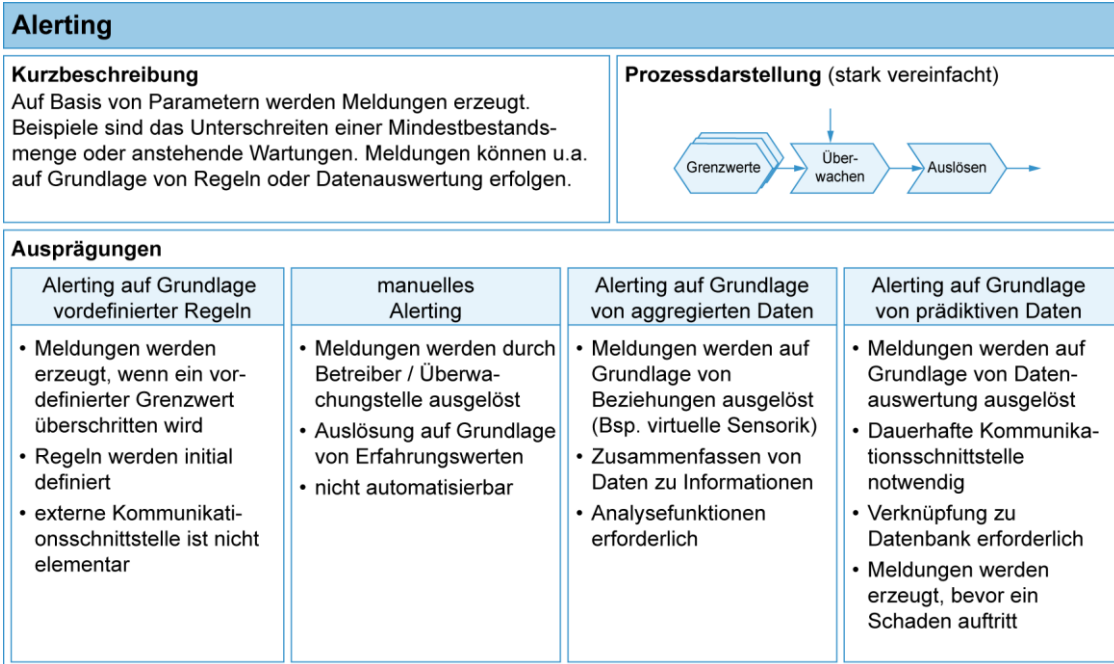 Alerting
Kurzbeschreibung
Auf Basis von Parametern werden Meldungen erzeugt.
Beispiele sind das Unterschreiten einer Mindestbestands-
menge oder anstehende Wartungen. Meldungen können u.a.
auf Grundlage von Regeln oder Datenauswertung erfolgen.
Prozessdarstellung (stark vereinfacht)
Grenzwerte
Über-
wachen
Auslösen
Ausprägungen
Alerting auf Grundlage
vordefinierter Regeln
• Meldungen werden
erzeugt, wenn ein vor-
definierter Grenzwert
überschritten wird
• Regeln werden initial
definiert
• externe Kommunikati-
onsschnittstelle ist nicht
elementar
manuelles
Alerting
• Meldungen werden durch
Betreiber / Überwa-
chungstelle ausgelöst
• Auslösung auf Grundlage
von Erfahrungswerten
• nicht automatisierbar
Alerting auf Grundlage
von aggregierten Daten
• Meldungen werden auf
Grundlage von
Beziehungen ausgelöst
(Bsp. virtuelle Sensorik)
• Zusammenfassen von
Daten zu Informationen
• Analysefunktionen
erforderlich
Alerting auf Grundlage
von prädiktiven Daten
• Meldungen werden auf
Grundlage von Daten-
auswertung ausgelöst
• Dauerhafte Kommunika-
tionsschnittstelle
notwendig
• Verknüpfung zu
Datenbank erforderlich
• Meldungen werden
erzeugt, bevor ein
Schaden auftritt